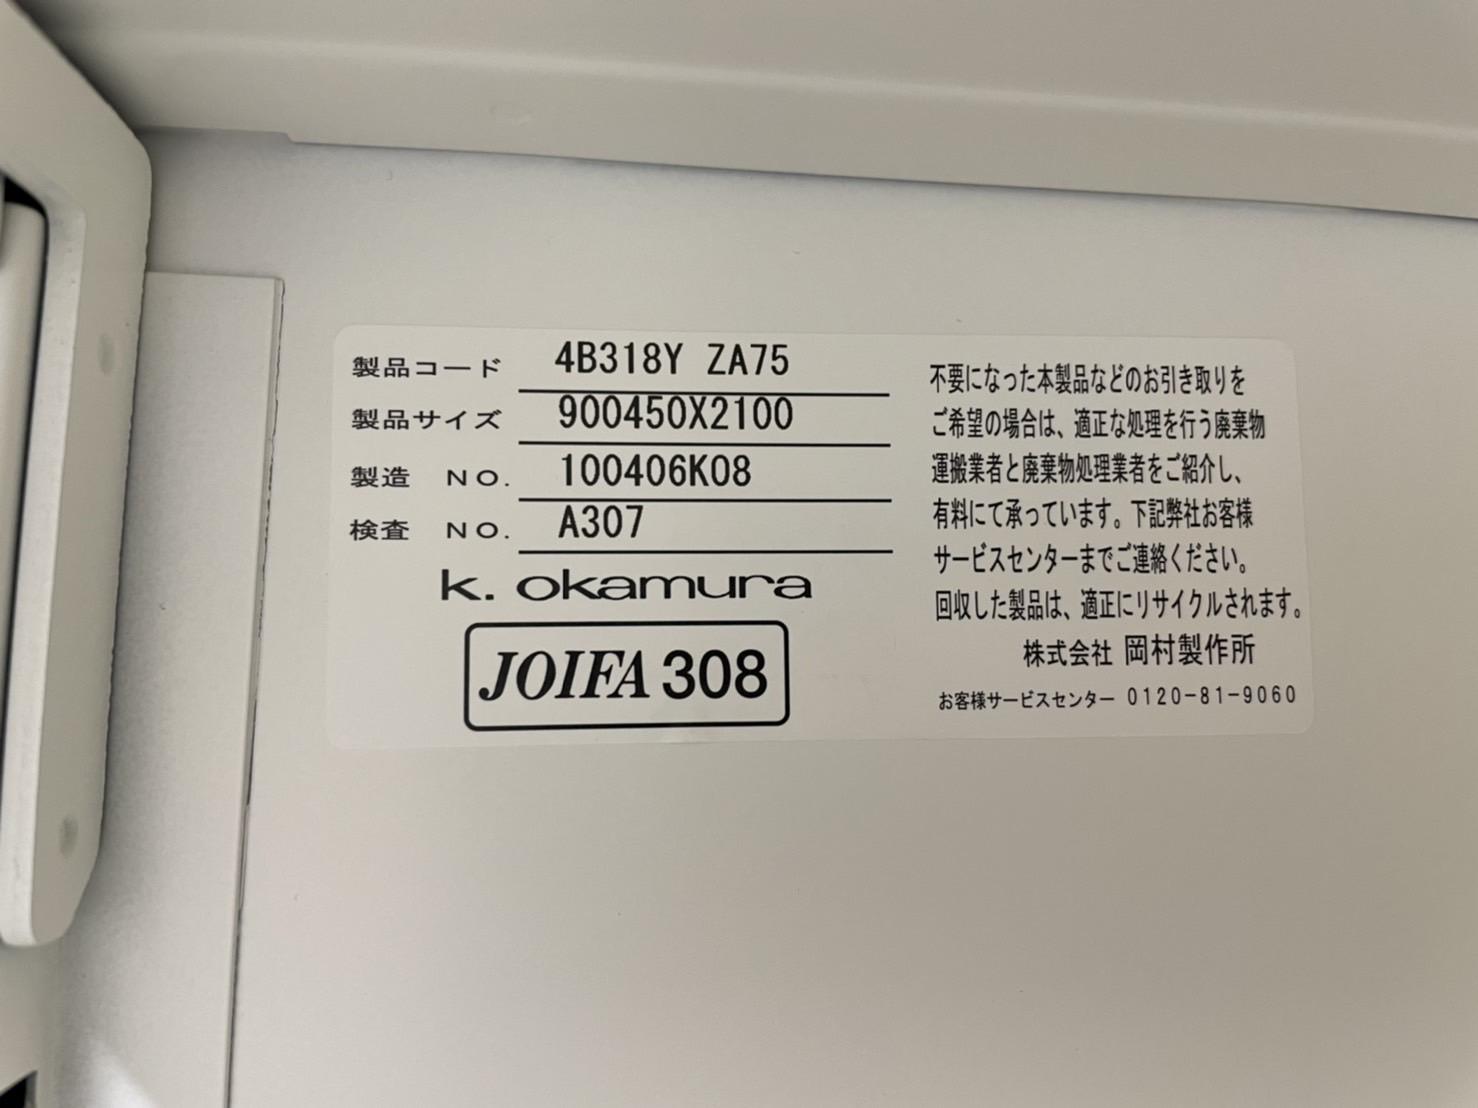 製品コード 4B318Y ZA75
製品サイズ 900450X2100
製造 NO. 100406K08
検査 NO. A307
k. okamura
JOIFA 308
不要になった本製品などのお引き取りを
ご希望の場合は、適正な処理を行う廃棄物
運搬業者と廃棄物処理業者をご紹介し、
有料にて承っています。下記弊社お客様
サービスセンターまでご連絡ください。
回収した製品は、適正にリサイクルされます。
株式会社 岡村製作所
お客様サービスセンター 0120-81-9060